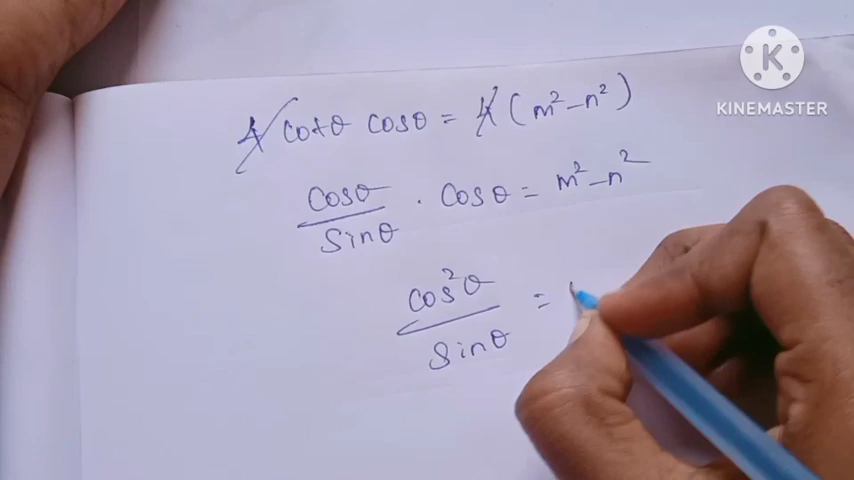 K
KINEMASTER
4 cotθ cosθ = 4 (m² – n²)
cosθ/sinθ · cosθ = m² – n²
cos²θ/sinθ =